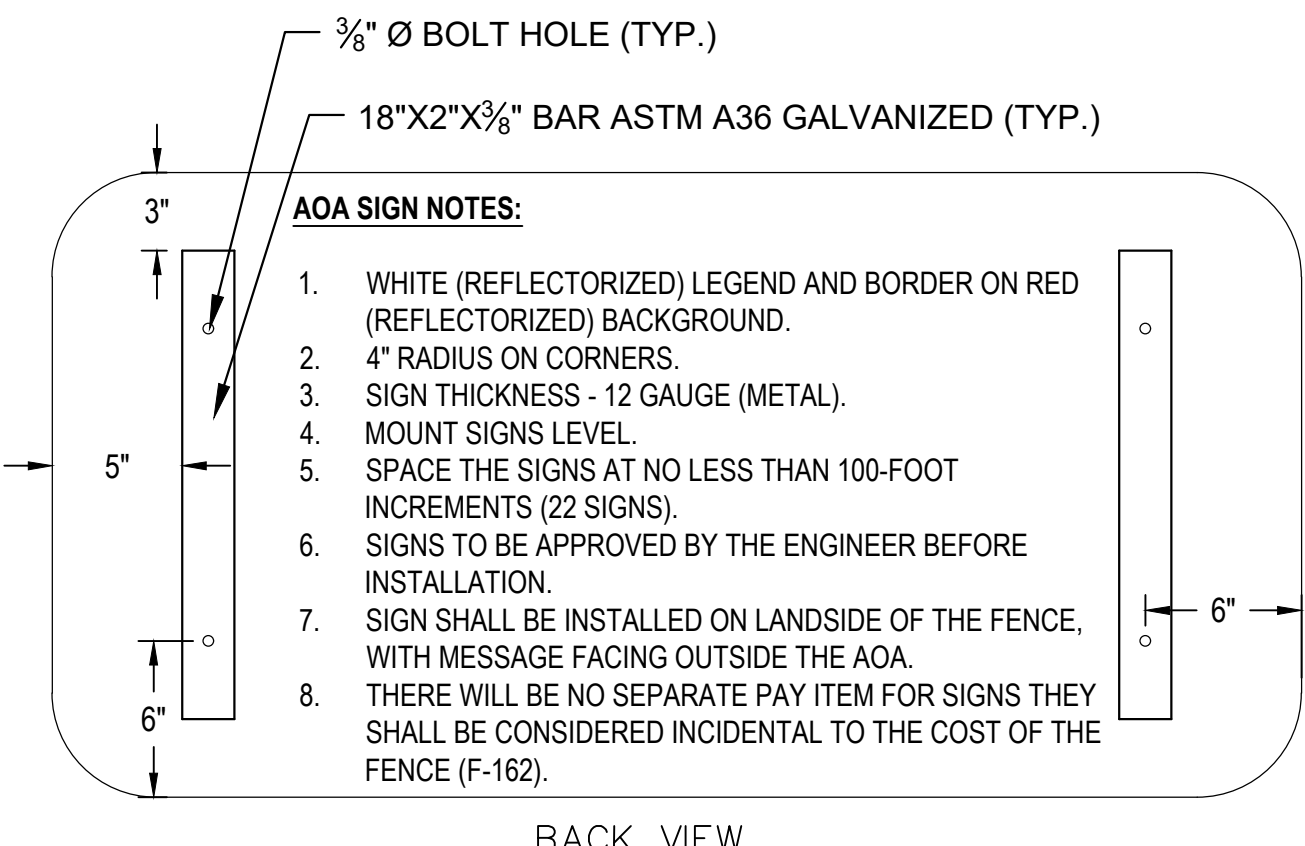 ⅜" Ø BOLT HOLE (TYP.)
18"X2"X⅜" BAR ASTM A36 GALVANIZED (TYP.)
3"
AOA SIGN NOTES:
1. WHITE (REFLECTORIZED) LEGEND AND BORDER ON RED
(REFLECTORIZED) BACKGROUND.
2. 4" RADIUS ON CORNERS.
3. SIGN THICKNESS - 12 GAUGE (METAL).
4. MOUNT SIGNS LEVEL.
5"
5. SPACE THE SIGNS AT NO LESS THAN 100-FOOT
INCREMENTS (22 SIGNS).
6. SIGNS TO BE APPROVED BY THE ENGINEER BEFORE
INSTALLATION.
7. SIGN SHALL BE INSTALLED ON LANDSIDE OF THE FENCE,
WITH MESSAGE FACING OUTSIDE THE AOA.
6"
8. THERE WILL BE NO SEPARATE PAY ITEM FOR SIGNS THEY
SHALL BE CONSIDERED INCIDENTAL TO THE COST OF THE
FENCE (F-162).
6"
BACK VIEW